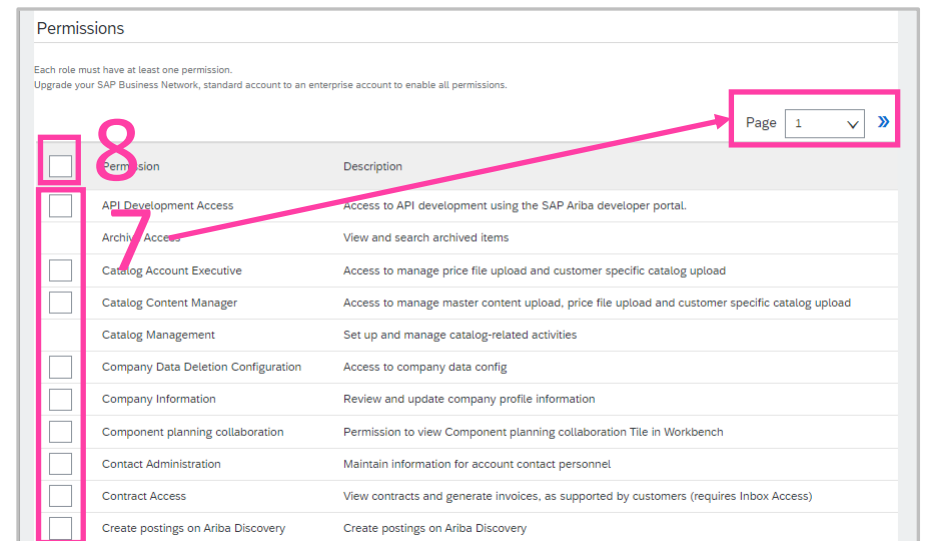 Permissions
Each role must have at least one permission.
Upgrade your SAP Business Network, standard account to an enterprise account to enable all permissions.
Page 1 »
8
Permission Description
API Development Access Access to API development using the SAP Ariba developer portal.
7
Archive Access View and search archived items
Catalog Account Executive Access to manage price file upload and customer specific catalog upload
Catalog Content Manager Access to manage master content upload, price file upload and customer specific catalog upload
Catalog Management Set up and manage catalog-related activities
Company Data Deletion Configuration Access to company data config
Company Information Review and update company profile information
Component planning collaboration Permission to view Component planning collaboration Tile in Workbench
Contact Administration Maintain information for account contact personnel
Contract Access View contracts and generate invoices, as supported by customers (requires Inbox Access)
Create postings on Ariba Discovery Create postings on Ariba Discovery